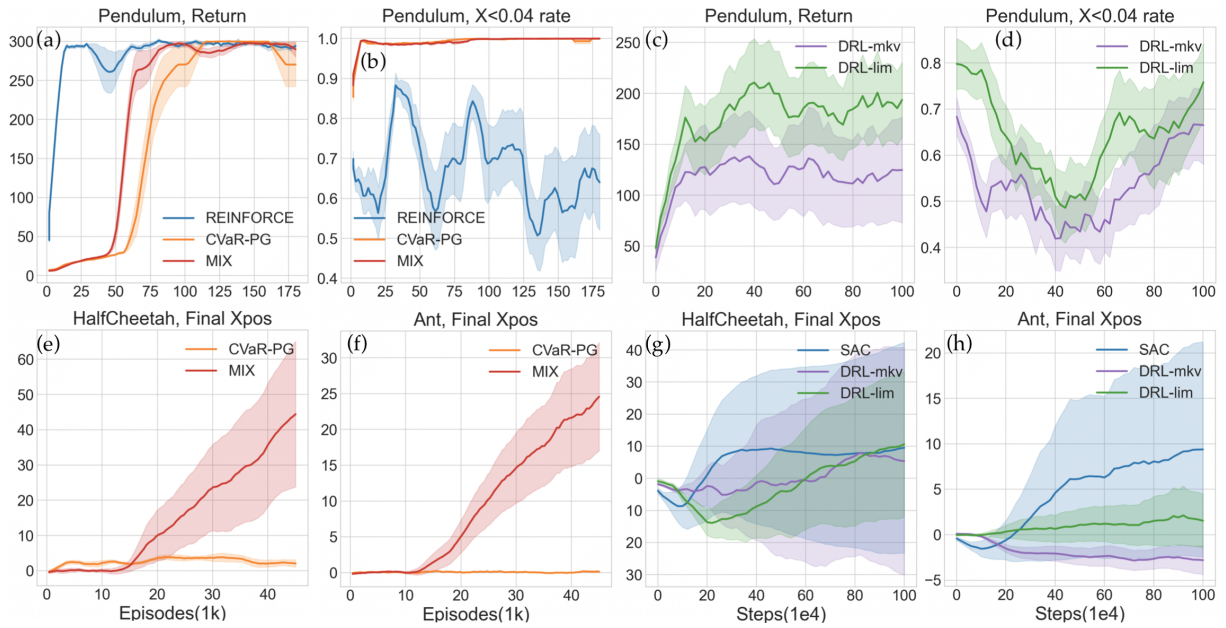 Pendulum, Return
(a)
300
250
200
150
100
50
0
0 25 50 75 100 125 150 175
REINFORCE
CVaR-PG
MIX
Pendulum, X<0.04 rate
(b)
1.0
0.9
0.8
0.7
0.6
0.5
0.4
0 25 50 75 100 125 150 175
REINFORCE
CVaR-PG
MIX
Pendulum, Return
(c)
DRL-mkv
DRL-lim
250
200
150
100
50
0 20 40 60 80 100
Pendulum, X<0.04 rate
(d)
DRL-mkv
DRL-lim
0.8
0.7
0.6
0.5
0.4
0 20 40 60 80 100
HalfCheetah, Final Xpos
(e)
CVaR-PG
MIX
60
50
40
30
20
10
0
0 10 20 30 40
Episodes(1k)
Ant, Final Xpos
(f)
CVaR-PG
MIX
30
25
20
15
10
5
0
0 10 20 30 40
Episodes(1k)
HalfCheetah, Final Xpos
(g)
SAC
DRL-mkv
DRL-lim
40
30
20
10
0
10
20
30
0 20 40 60 80 100
Steps(1e4)
Ant, Final Xpos
(h)
SAC
DRL-mkv
DRL-lim
20
15
10
5
0
−5
0 20 40 60 80 100
Steps(1e4)